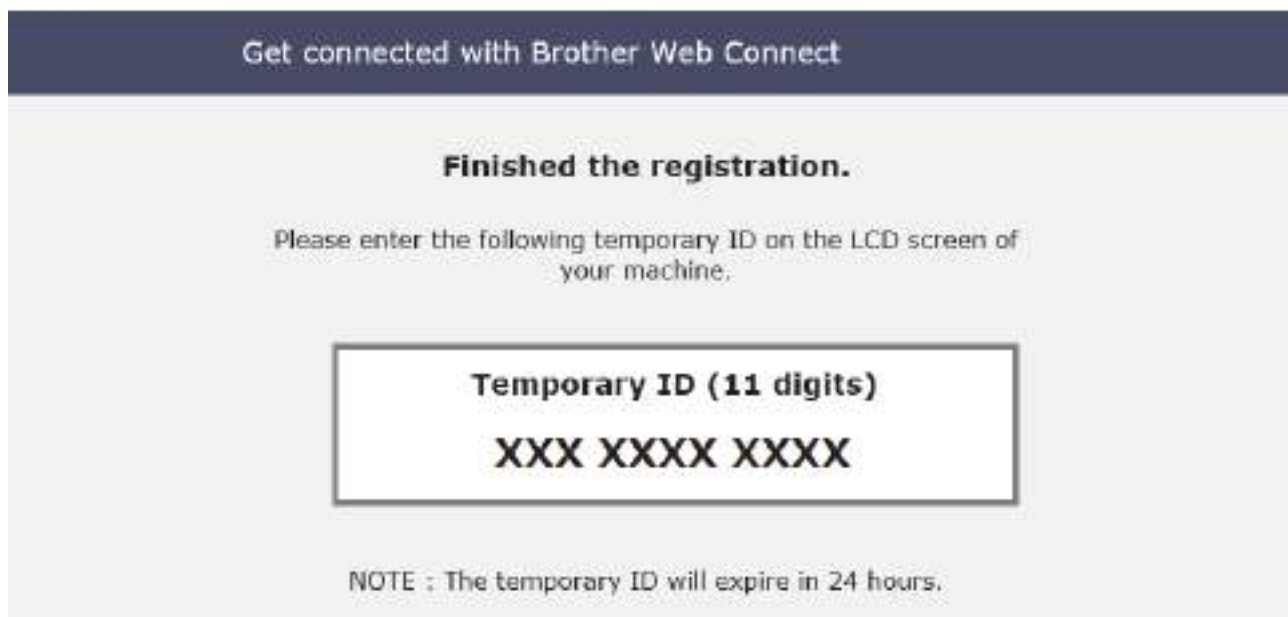 Get connected with Brother Web Connect
Finished the registration.
Please enter the following temporary ID on the LCD screen of
your machine.
Temporary ID (11 digits)
XXX XXXX XXXX
NOTE : The temporary ID will expire in 24 hours.